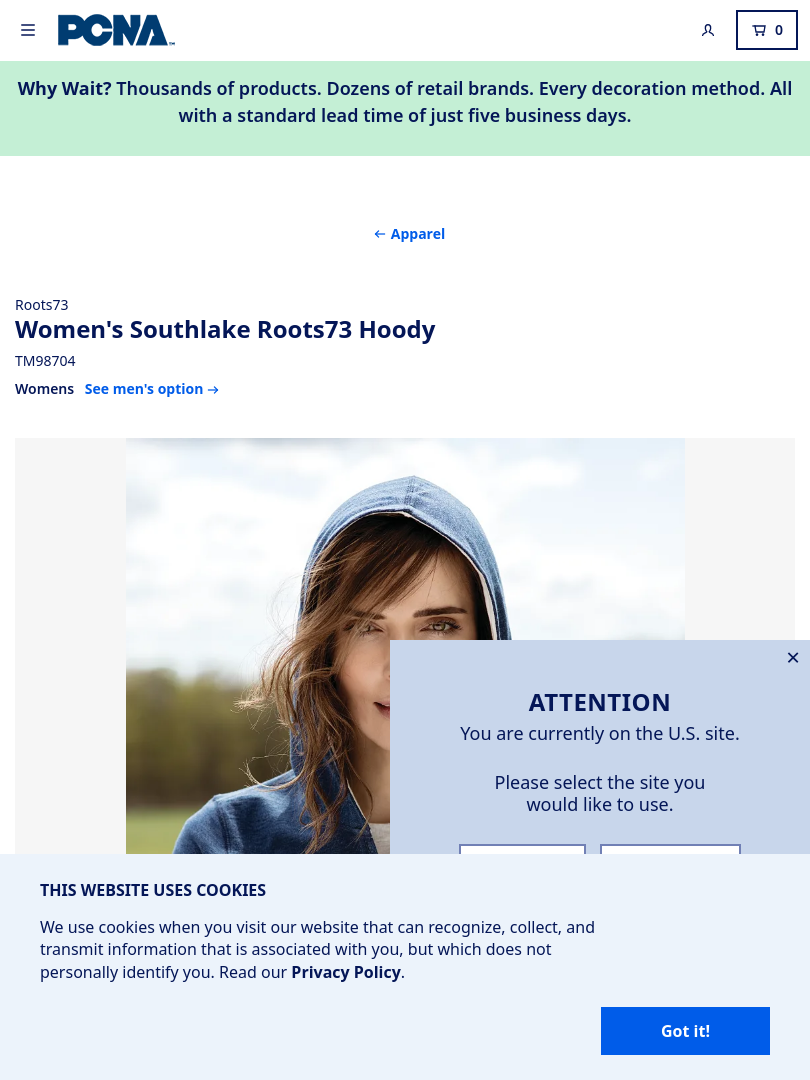 PCNA™
0
Why Wait? Thousands of products. Dozens of retail brands. Every decoration method. All
with a standard lead time of just five business days.
← Apparel
Roots73
Women's Southlake Roots73 Hoody
TM98704
Womens See men's option →
ATTENTION
You are currently on the U.S. site.
Please select the site you
would like to use.
THIS WEBSITE USES COOKIES
We use cookies when you visit our website that can recognize, collect, and
transmit information that is associated with you, but which does not
personally identify you. Read our Privacy Policy.
Got it!